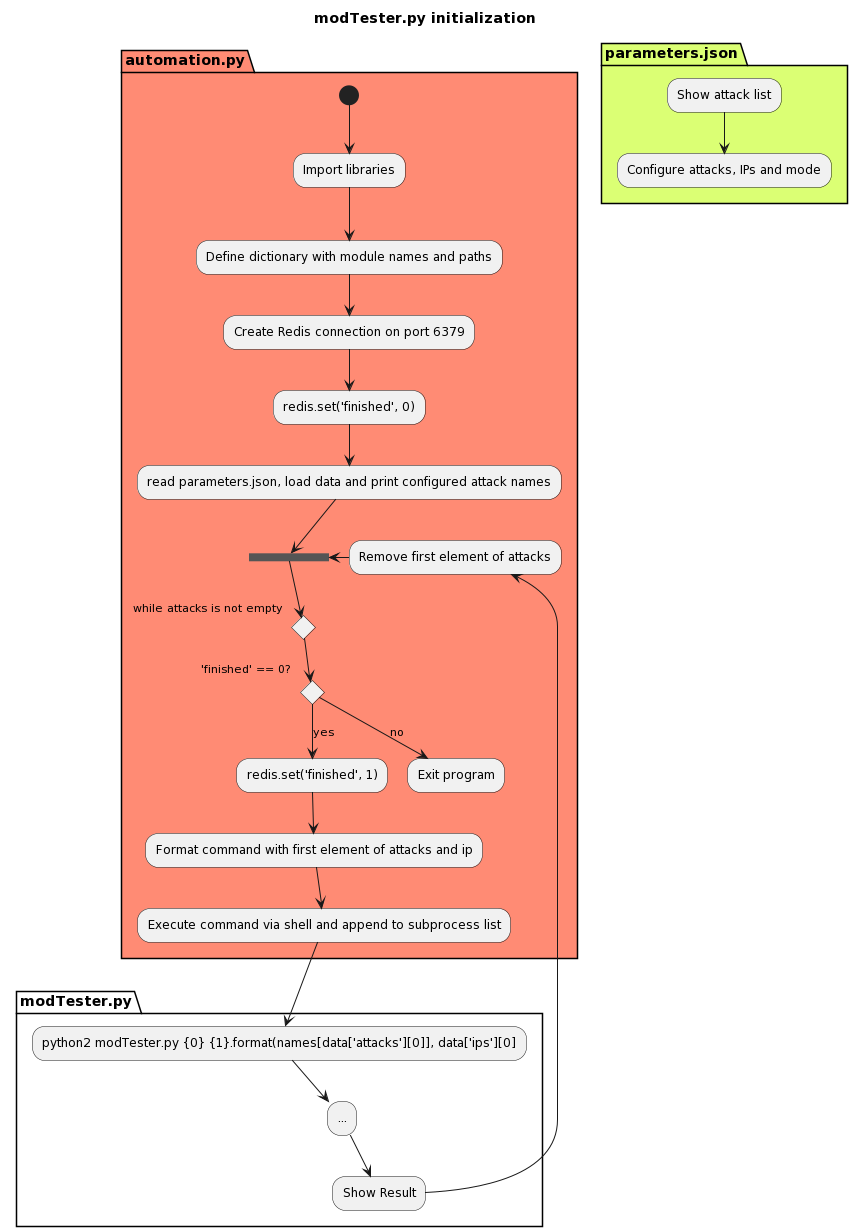 modTester.py initialization
automation.py
Import libraries
Define dictionary with module names and paths
Create Redis connection on port 6379
redis.set('finished', 0)
read parameters.json, load data and print configured attack names
Remove first element of attacks
while attacks is not empty
'finished' == 0?
yes
no
redis.set('finished', 1)
Exit program
Format command with first element of attacks and ip
Execute command via shell and append to subprocess list
parameters.json
Show attack list
Configure attacks, IPs and mode
modTester.py
python2 modTester.py {0} {1}.format(names[data['attacks'][0]], data['ips'][0]
...
Show Result